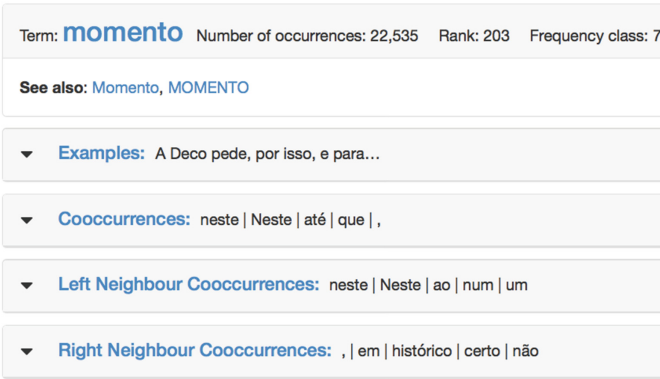 Term: momento Number of occurrences: 22,535 Rank: 203 Frequency class: 7
See also: Momento, MOMENTO
Examples: A Deco pede, por isso, e para…
Cooccurrences: neste | Neste | até | que | ,
Left Neighbour Cooccurrences: neste | Neste | ao | num | um
Right Neighbour Cooccurrences: , | em | histórico | certo | não